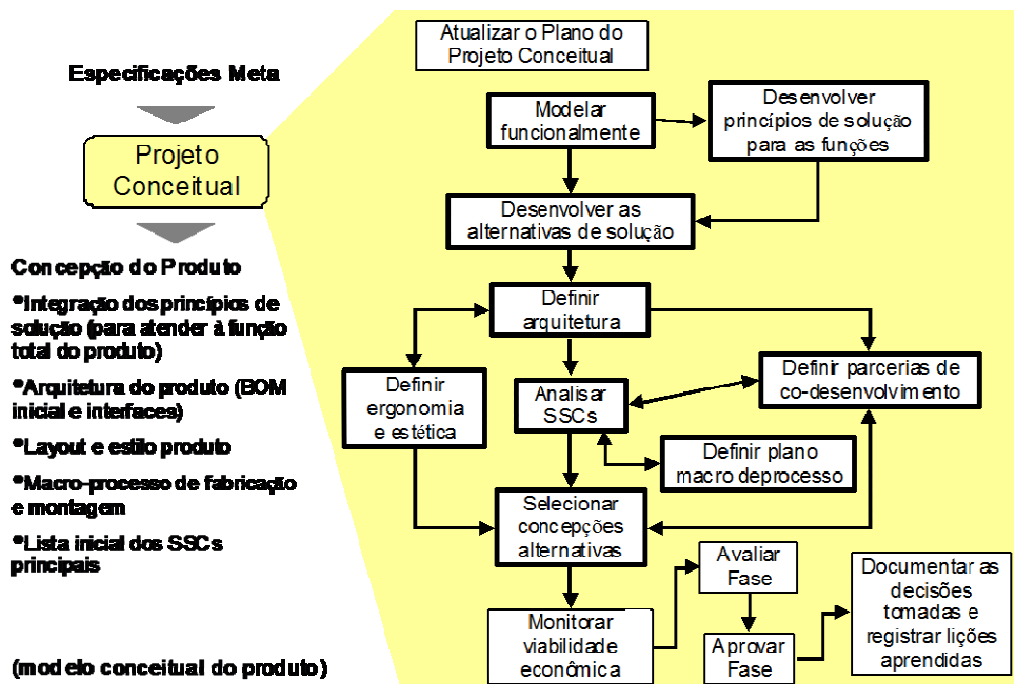 Especificações Meta
Projeto
Conceitual
Concepção do Produto
•Integração dos princípios de
solução (para atender à função
total do produto)
•Arquitetura do produto (BOM
inicial e interfaces)
•Layout e estilo produto
•Macro-processo de fabricação
e montagem
•Lista inicial dos SSCs
principais
(modelo conceitual do produto)
Atualizar o Plano do
Projeto Conceitual
Modelar
funcionalmente
Desenvolver
princípios de solução
para as funções
Desenvolver as
alternativas de solução
Definir
arquitetura
Definir
ergonomia
e estética
Analisar
SSCs
Definir parcerias de
co-desenvolvimento
Definir plano
macro deprocesso
Selecionar
concepções
alternativas
Monitorar
viabilidade
econômica
Avaliar
Fase
Aprovar
Fase
Documentar as
decisões
tomadas e
registrar lições
aprendidas